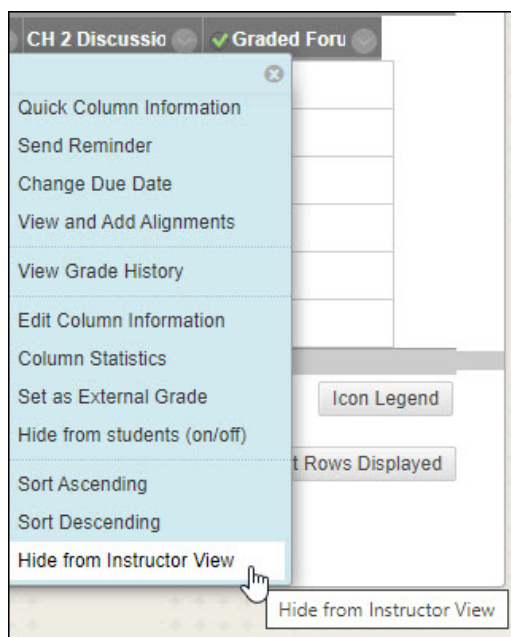 CH 2 Discussio Graded Foru
Quick Column Information
Send Reminder
Change Due Date
View and Add Alignments
View Grade History
Edit Column Information
Column Statistics
Set as External Grade
Icon Legend
Hide from students (on/off)
t Rows Displayed
Sort Ascending
Sort Descending
Hide from Instructor View
Hide from Instructor View